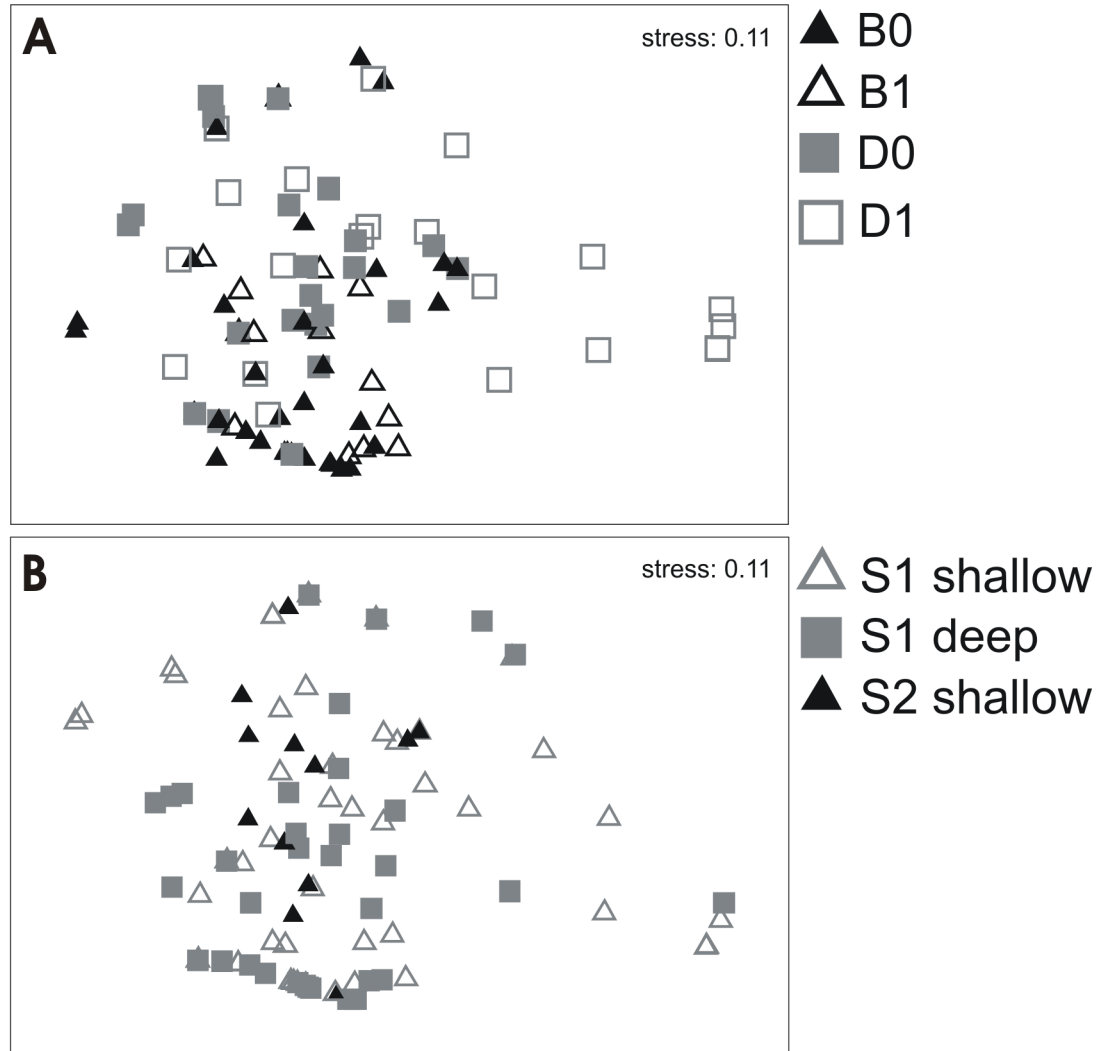 A
stress: 0.11
B0
B1
D0
D1
B
stress: 0.11
S1 shallow
S1 deep
S2 shallow